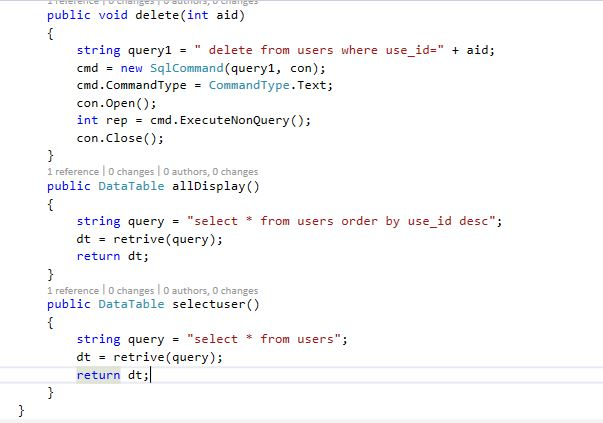 1 reference | 0 changes | 0 authors, 0 changes
public void delete(int aid)
{
string query1 = " delete from users where use_id=" + aid;
cmd = new SqlCommand(query1, con);
cmd.CommandType = CommandType.Text;
con.Open();
int rep = cmd.ExecuteNonQuery();
con.Close();
}
1 reference | 0 changes | 0 authors, 0 changes
public DataTable allDisplay()
{
string query = "select * from users order by use_id desc";
dt = retrive(query);
return dt;
}
1 reference | 0 changes | 0 authors, 0 changes
public DataTable selectuser()
{
string query = "select * from users";
dt = retrive(query);
return dt;
}
}